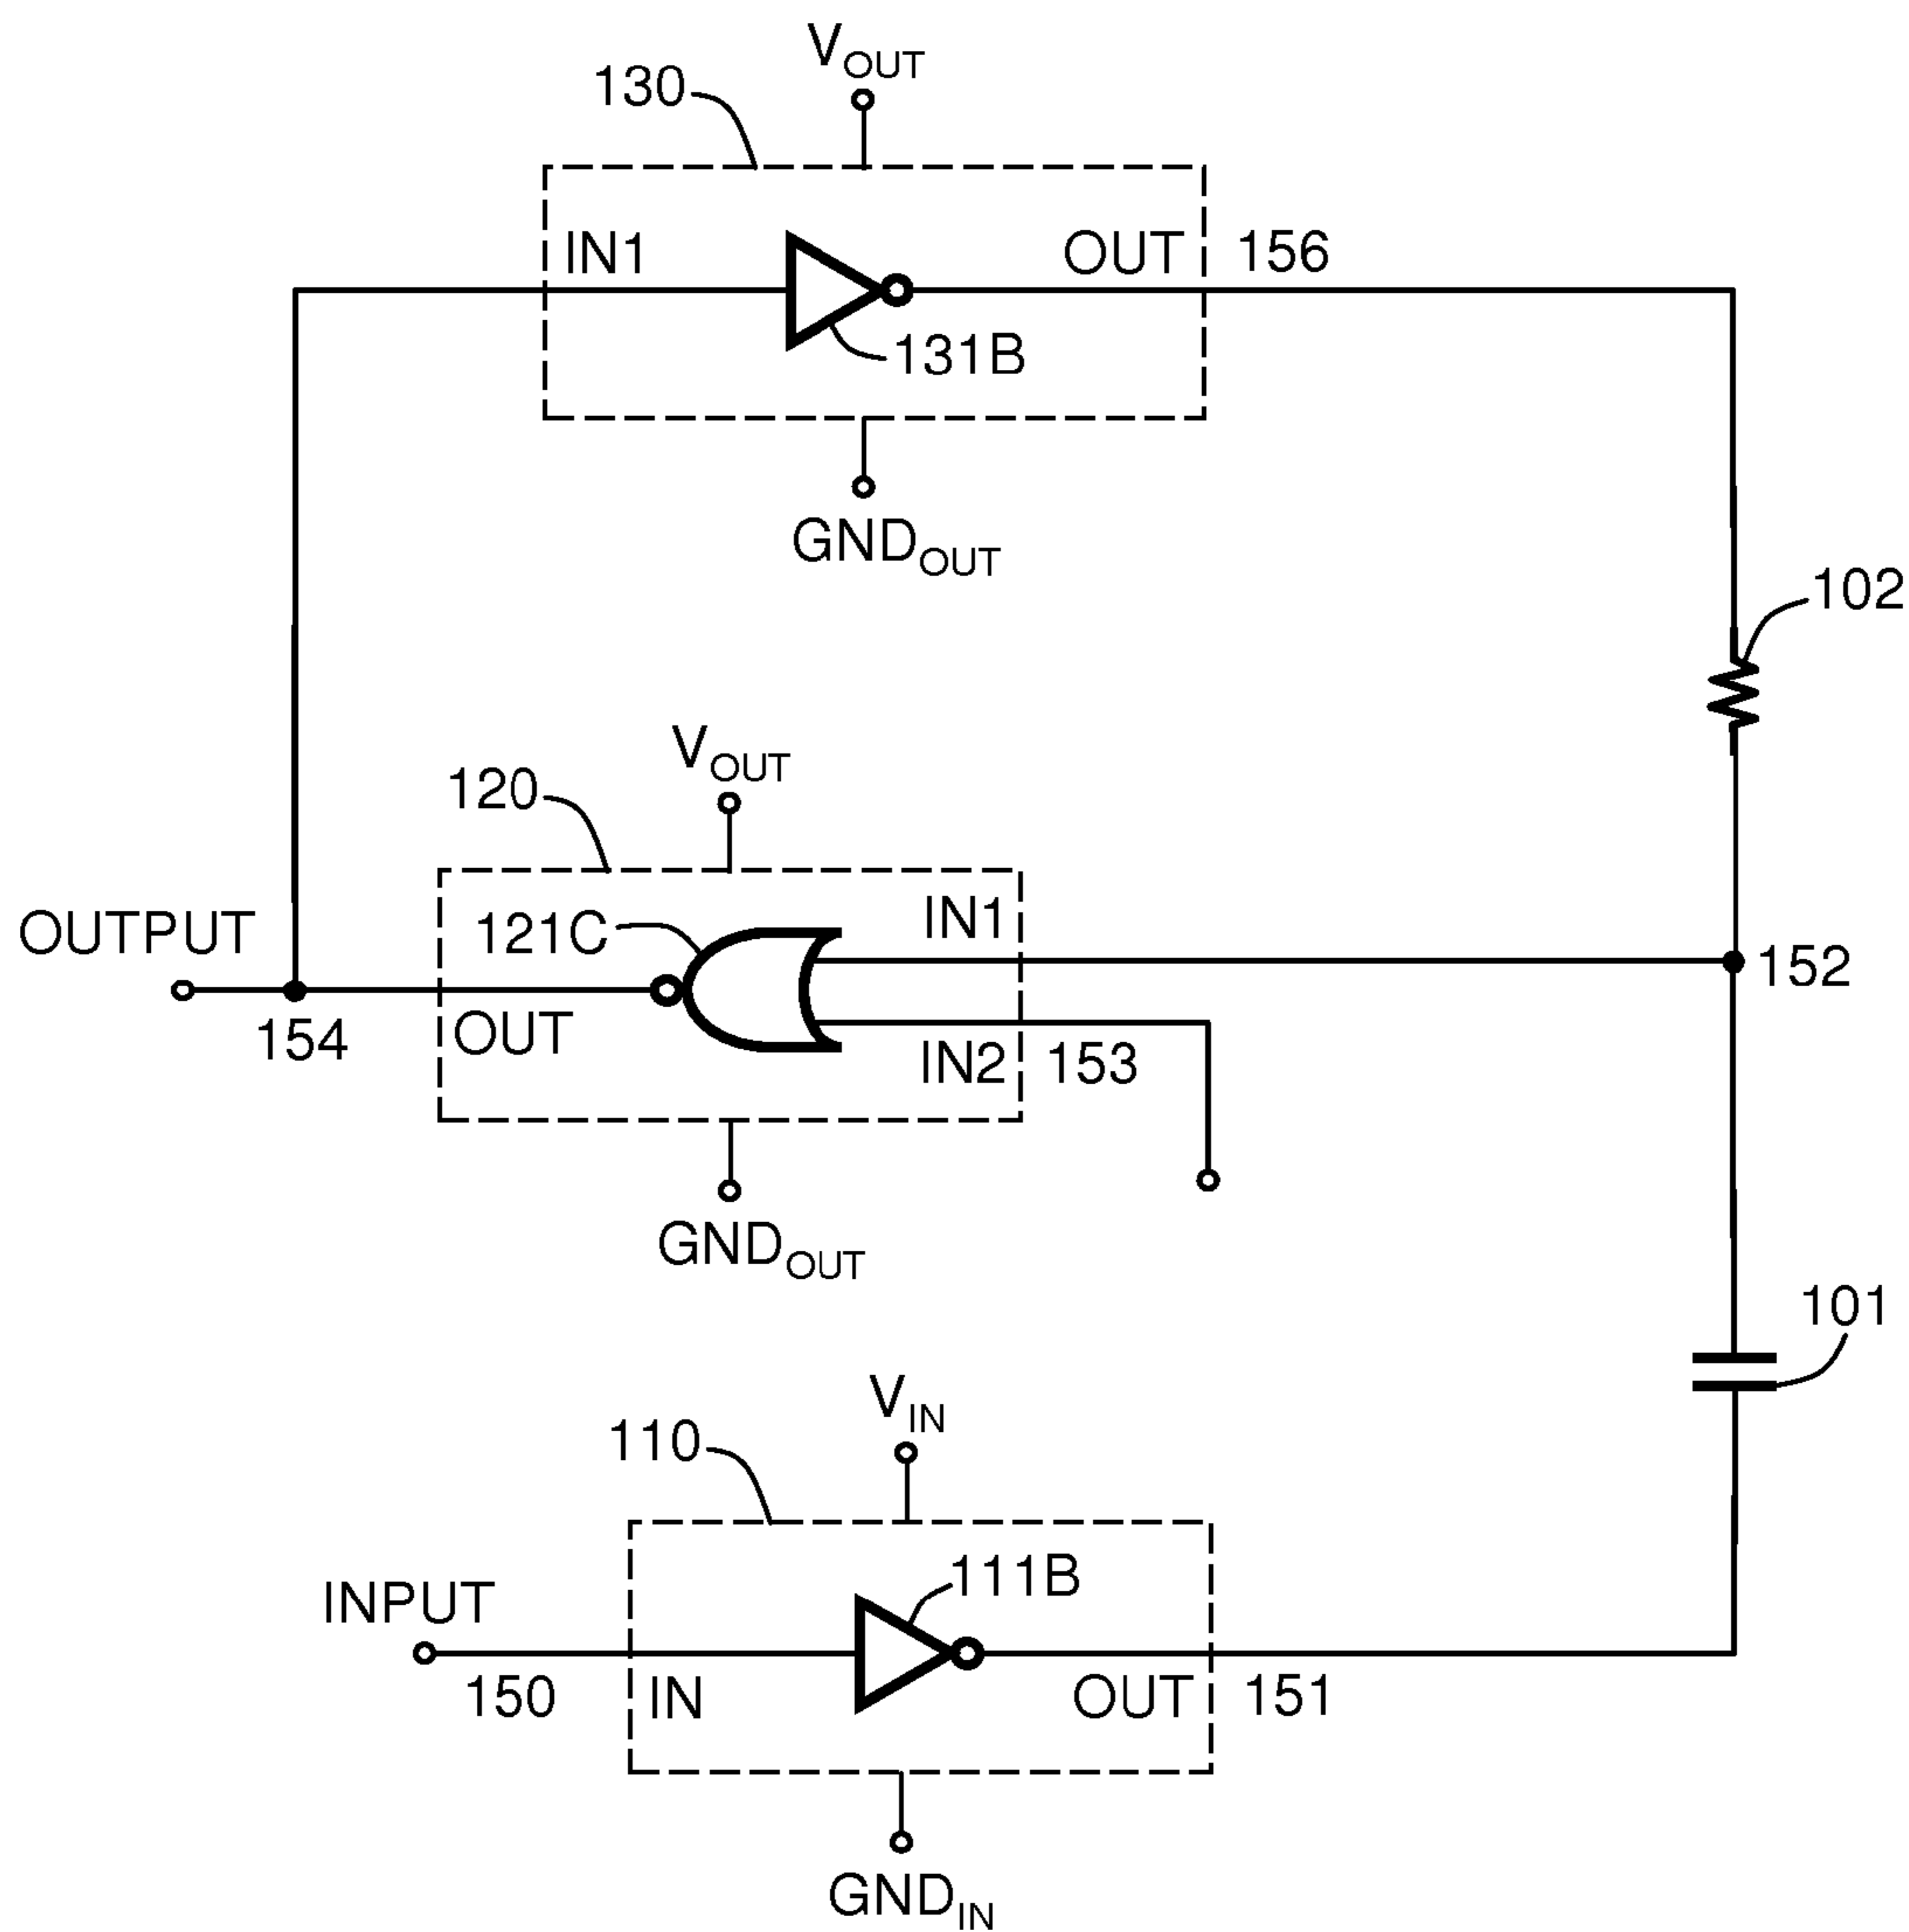 V_OUT
130
IN1
OUT
156
131B
GND_OUT
102
V_OUT
120
OUTPUT
121C
IN1
152
154
OUT
IN2
153
GND_OUT
101
V_IN
110
111B
INPUT
150
IN
OUT
151
GND_IN